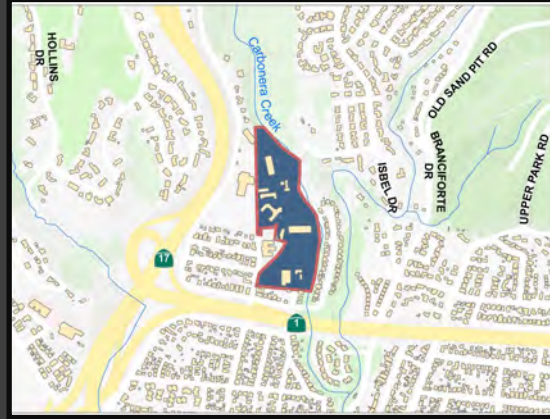 HOLLINS
DR
Carbonera Creek
OLD SAND PIT RD
BRANCIFORTE
DR
ISBEL DR
UPPER PARK RD
17
1